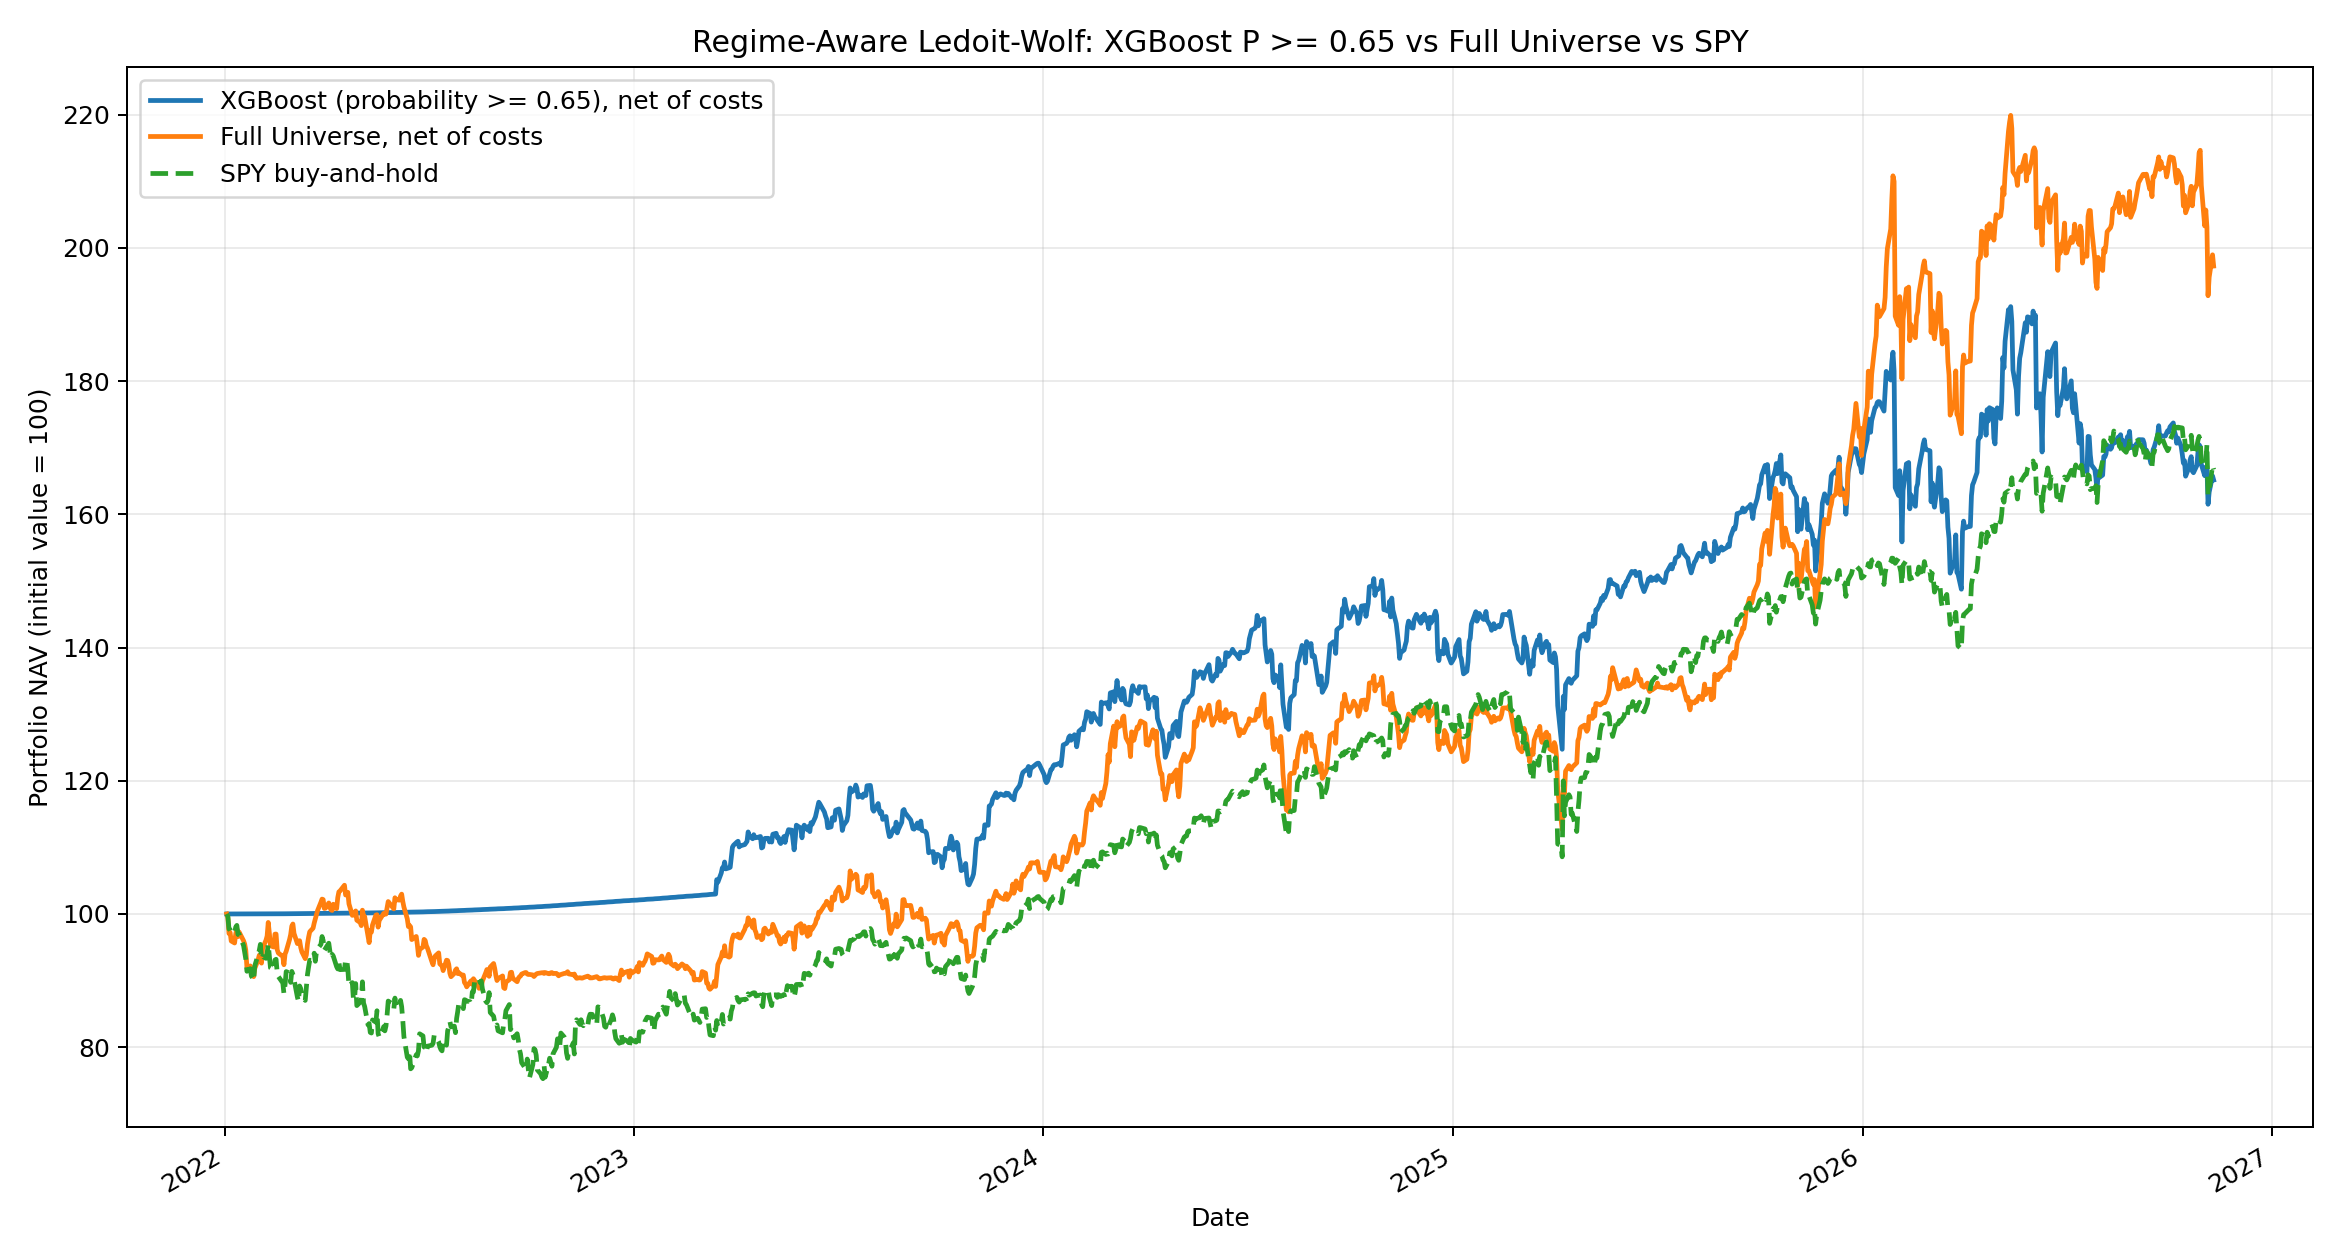 Regime-Aware Ledoit-Wolf: XGBoost P >= 0.65 vs Full Universe vs SPY
XGBoost (probability >= 0.65), net of costs
Full Universe, net of costs
SPY buy-and-hold
Portfolio NAV (initial value = 100)
220
200
180
160
140
120
100
80
2022
2023
2024
2025
2026
2027
Date